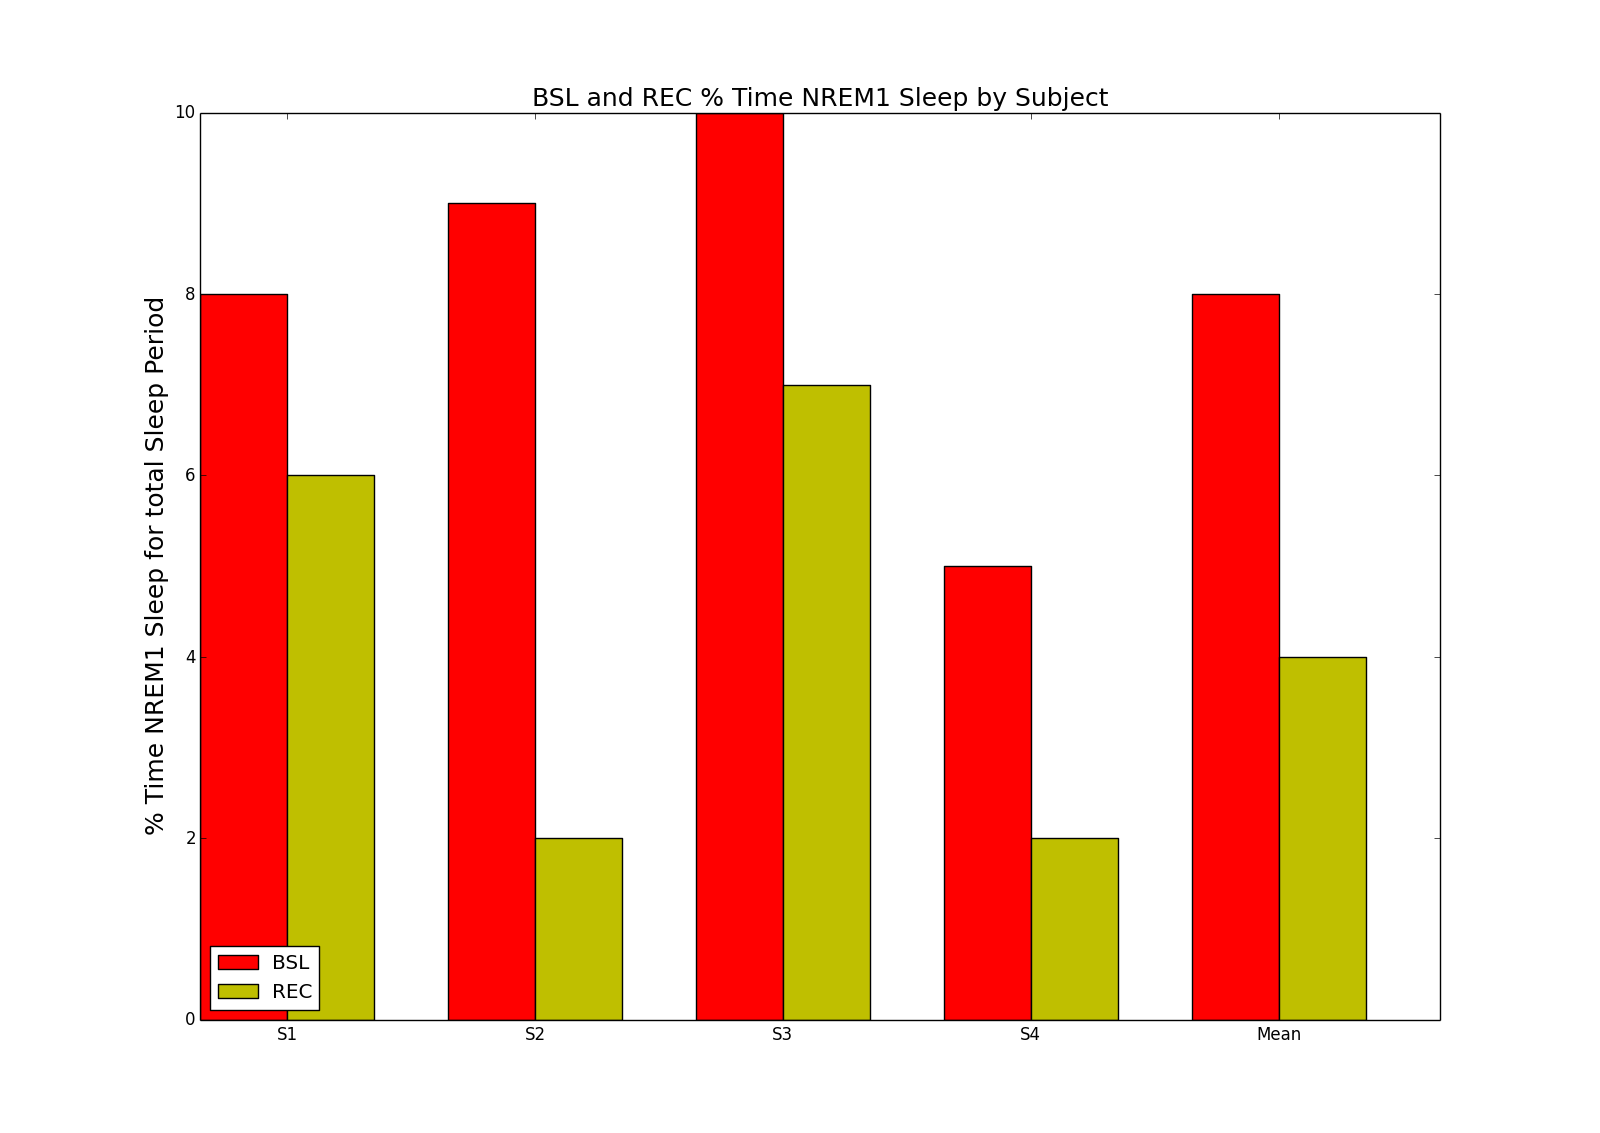 BSL and REC % Time NREM1 Sleep by Subject
% Time NREM1 Sleep for total Sleep Period
10
8
6
4
2
0
BSL
REC
S1
S2
S3
S4
Mean